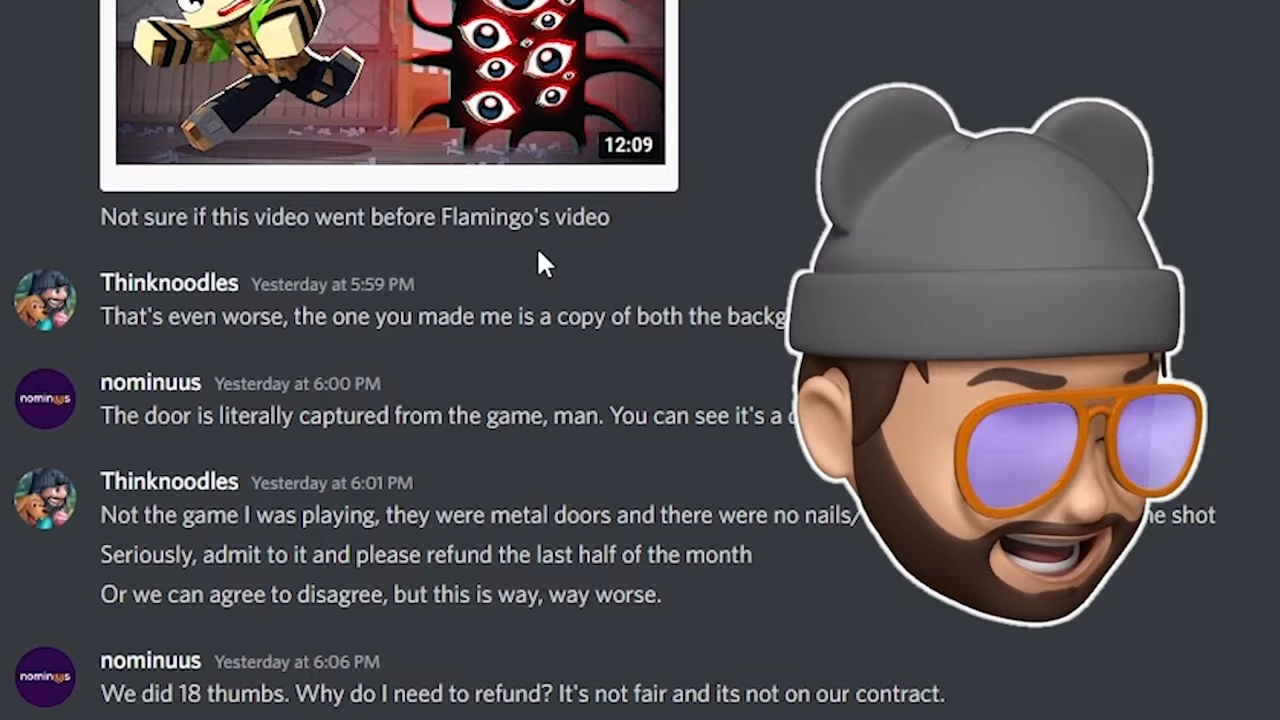 12:09
Not sure if this video went before Flamingo's video
Thinknoodles Yesterday at 5:59 PM
That's even worse, the one you made me is a copy of both the
nominuus Yesterday at 6:00 PM
nominuus
The door is literally captured from the game, man. You can see it's a
Thinknoodles Yesterday at 6:01 PM
Not the game I was playing, they were metal doors and there were no nails/ shot
Seriously, admit to it and please refund the last half of the month
Or we can agree to disagree, but this is way, way worse.
nominuus Yesterday at 6:06 PM
nominuus
We did 18 thumbs. Why do I need to refund? It's not fair and its not on our contract.